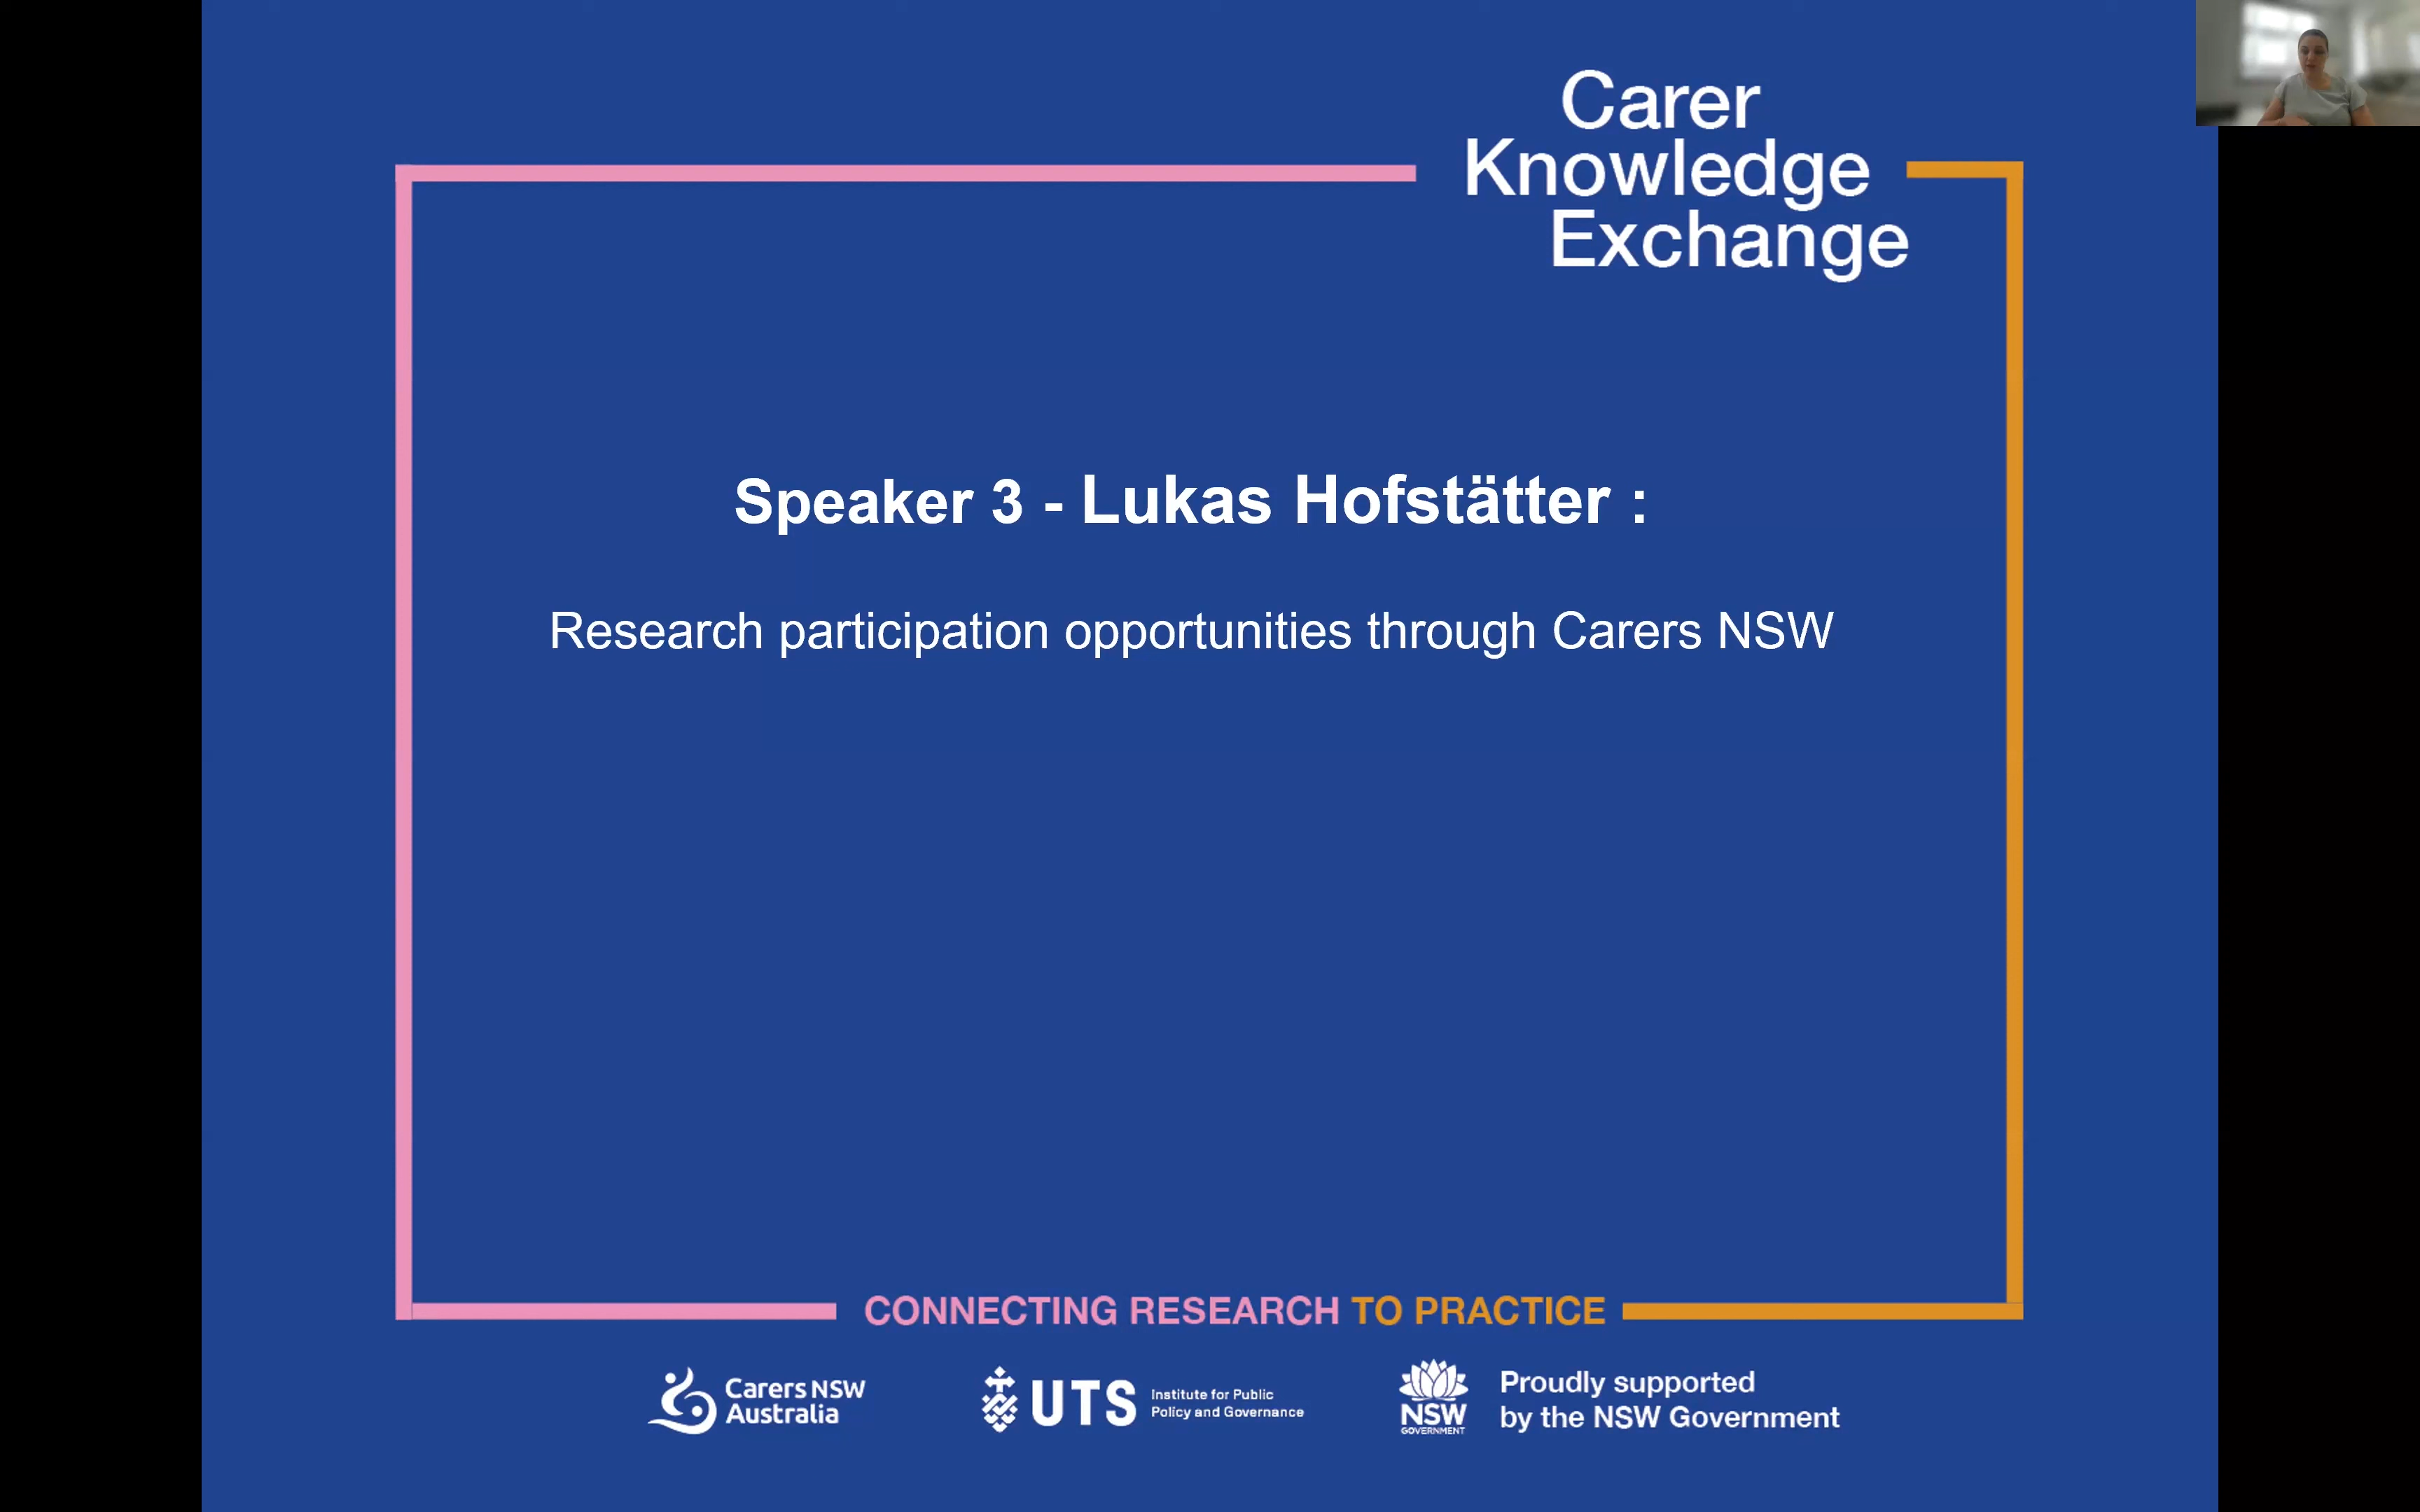 Carer
Knowledge
Exchange
Speaker 3 - Lukas Hofstätter :
Research participation opportunities through Carers NSW
CONNECTING RESEARCH TO PRACTICE
Carers NSW
Australia
UTS
Institute for Public
Policy and Governance
NSW
GOVERNMENT
Proudly supported
by the NSW Government